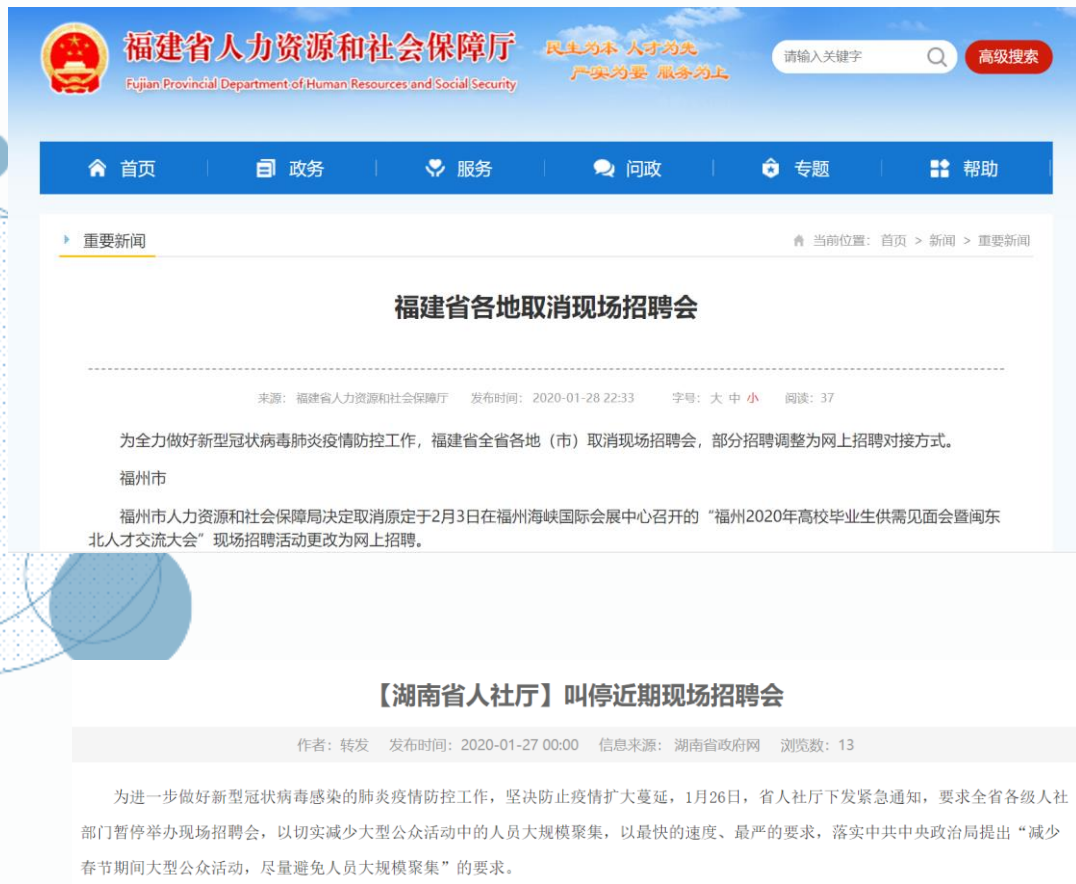 福建省人力资源和社会保障厅
Fujian Provincial Department of Human Resources and Social Security
民生为本 人才为先
严实为要 服务为上
请输入关键字
高级搜索
首页 政务 服务 问政 专题 帮助
重要新闻
当前位置： 首页 > 新闻 > 重要新闻
福建省各地取消现场招聘会
来源： 福建省人力资源和社会保障厅 发布时间： 2020-01-28 22:33 字号： 大 中 小 阅读： 37
为全力做好新型冠状病毒肺炎疫情防控工作，福建省全省各地（市）取消现场招聘会，部分招聘调整为网上招聘对接方式。
福州市
福州市人力资源和社会保障局决定取消原定于2月3日在福州海峡国际会展中心召开的“福州2020年高校毕业生供需见面会暨闽东
北人才交流大会”现场招聘活动更改为网上招聘。
【湖南省人社厅】叫停近期现场招聘会
作者：转发 发布时间：2020-01-27 00:00 信息来源： 湖南省政府网 浏览数：13
为进一步做好新型冠状病毒感染的肺炎疫情防控工作，坚决防止疫情扩大蔓延，1月26日，省人社厅下发紧急通知，要求全省各级人社
部门暂停举办现场招聘会，以切实减少大型公众活动中的人员大规模聚集，以最快的速度、最严的要求，落实中共中央政治局提出“减少
春节期间大型公众活动，尽量避免人员大规模聚集”的要求。